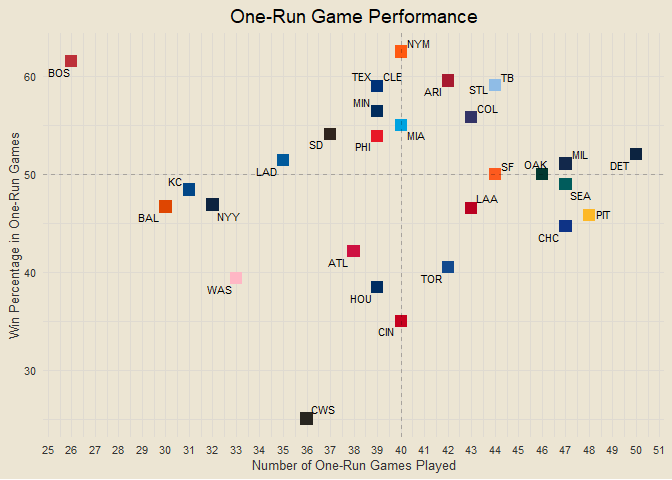 One-Run Game Performance
NYM
BOS
TEX CLE
TB
STL
ARI
MIN
COL
MIA
SD
PHI
OAK
MIL
DET
LAD
SF
KC
SEA
LAA
BAL
NYY
PIT
CHC
ATL
TOR
WAS
HOU
CIN
CWS
60
50
40
30
Win Percentage in One-Run Games
25 26 27 28 29 30 31 32 33 34 35 36 37 38 39 40 41 42 43 44 45 46 47 48 49 50 51
Number of One-Run Games Played